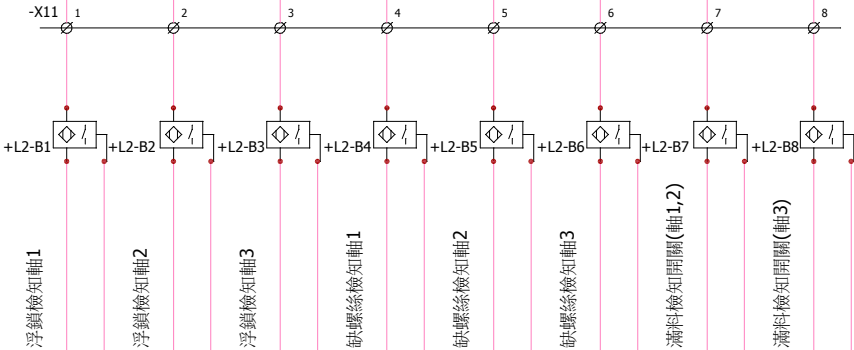 -X11 1 2 3 4 5 6 7 8
+L2-B1 +L2-B2 +L2-B3 +L2-B4 +L2-B5 +L2-B6 +L2-B7 +L2-B8
浮鎖檢知軸1
浮鎖檢知軸2
浮鎖檢知軸3
缺螺絲檢知軸1
缺螺絲檢知軸2
缺螺絲檢知軸3
滿料檢知開關(軸1,2)
滿料檢知開關(軸3)